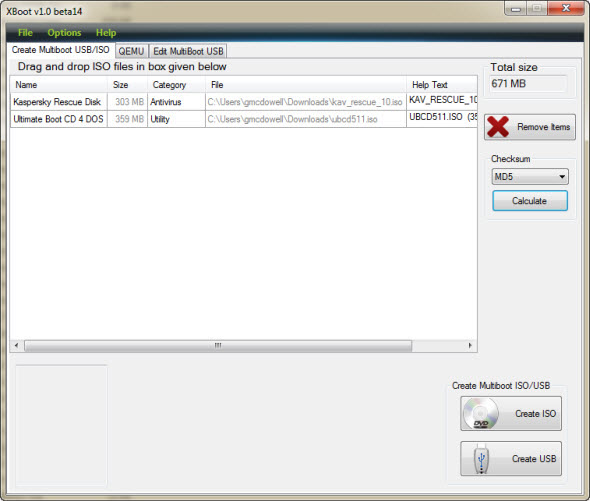 XBoot v1.0 beta14
File Options Help
Create Multiboot USB/ISO QEMU Edit MultiBoot USB
Drag and drop ISO files in box given below
Total size
671 MB
Name Size Category File Help Text
Kaspersky Rescue Disk 303 MB Antivirus C:\Users\gmcdowell\Downloads\kav_rescue_10.iso KAV_RESCUE_10
Ultimate Boot CD 4 DOS 359 MB Utility C:\Users\gmcdowell\Downloads\ubcd511.iso UBCD511.ISO (35
Remove Items
Checksum
MD5
Calculate
Create Multiboot ISO/USB
DVD
Create ISO
Create USB